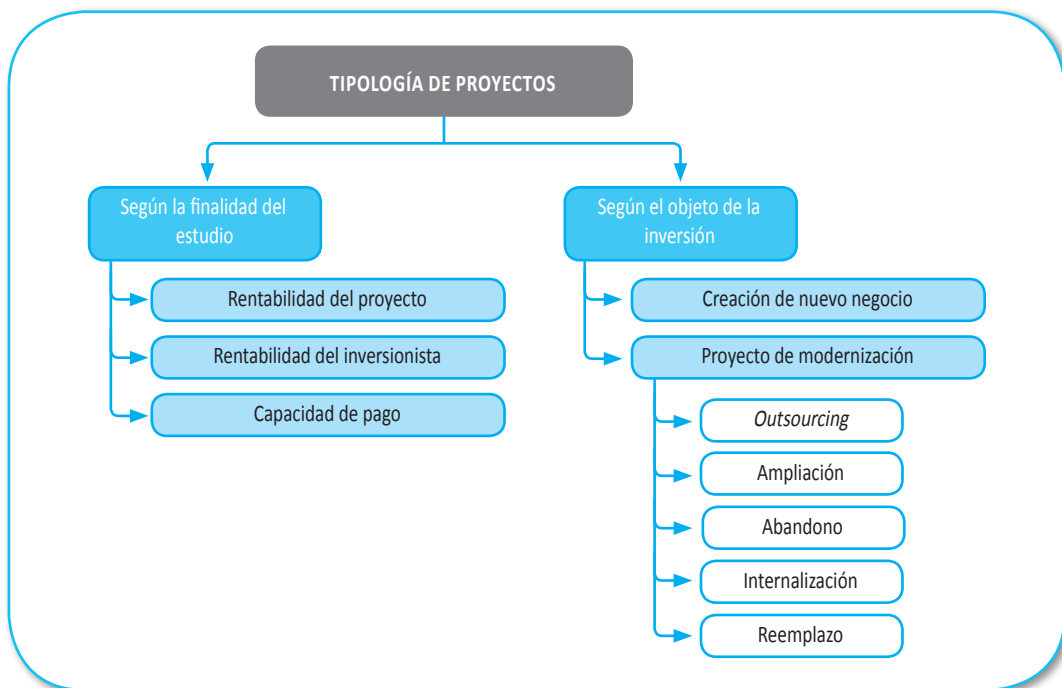 TIPOLOGÍA DE PROYECTOS
Según la finalidad del
estudio
Rentabilidad del proyecto
Rentabilidad del inversionista
Capacidad de pago
Según el objeto de la
inversión
Creación de nuevo negocio
Proyecto de modernización
Outsourcing
Ampliación
Abandono
Internalización
Reemplazo